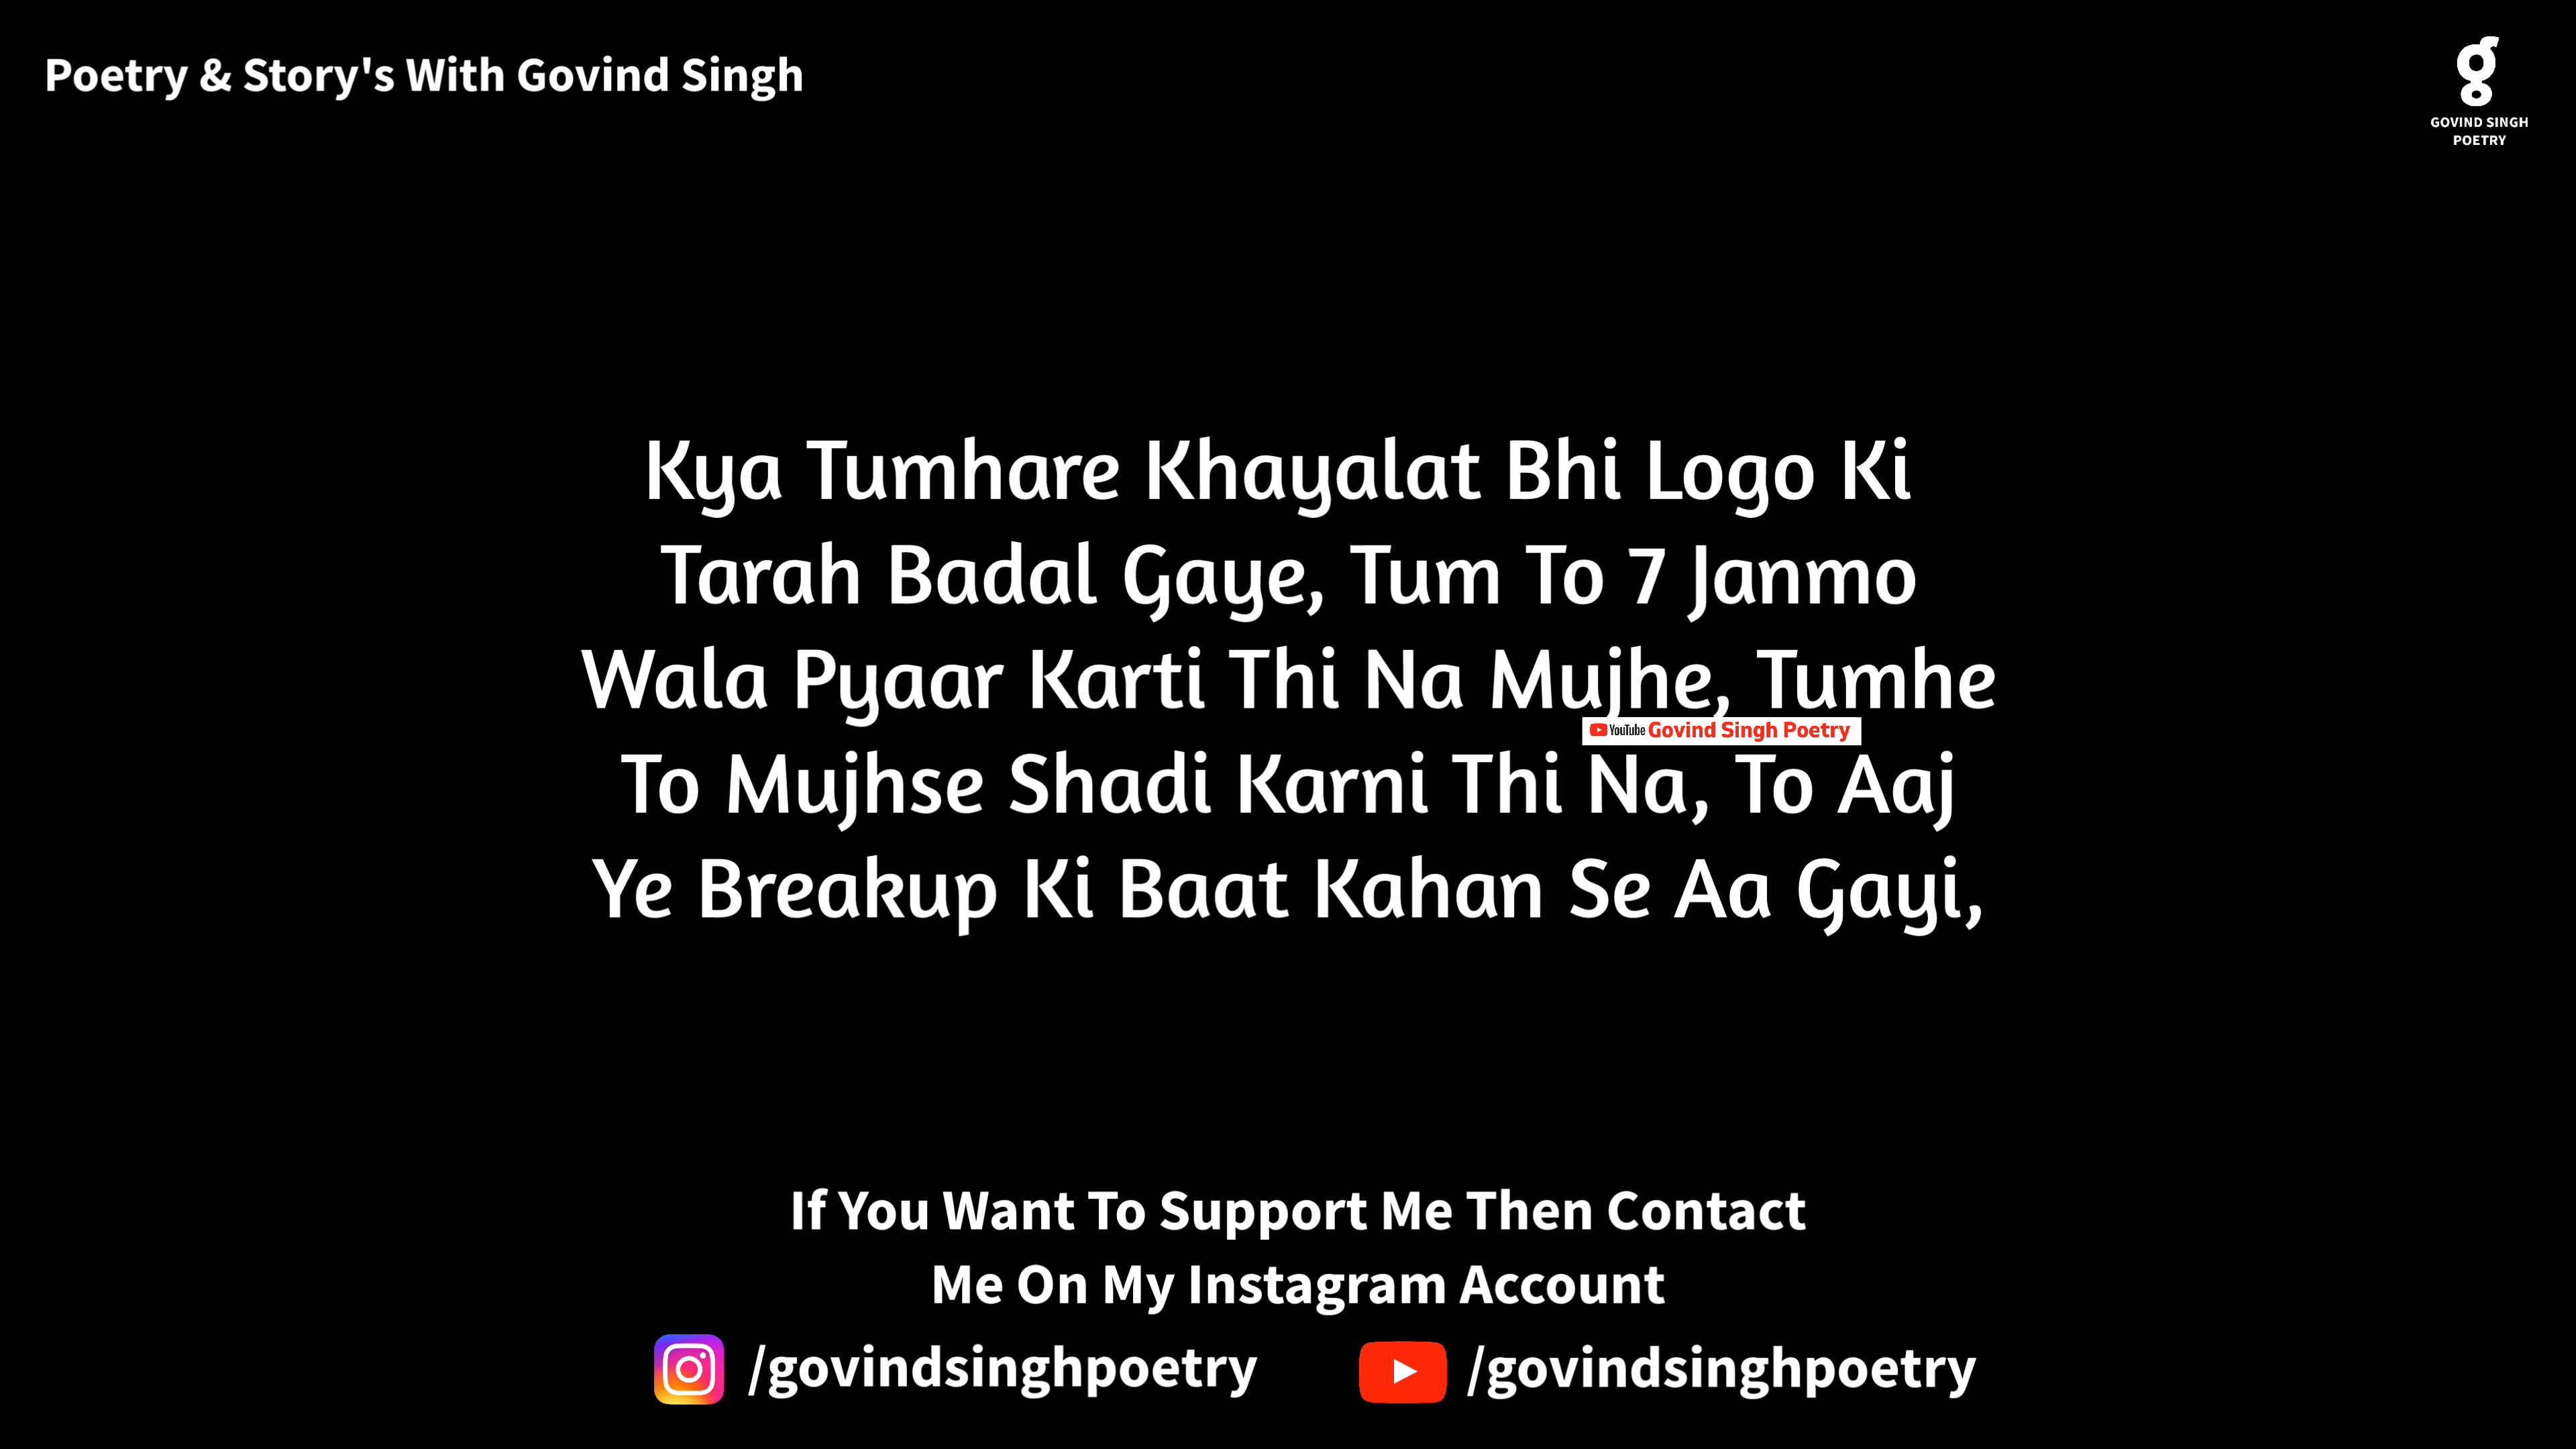 Poetry & Story's With Govind Singh
GOVIND SINGH
POETRY
Kya Tumhare Khayalat Bhi Logo Ki
Tarah Badal Gaye, Tum To 7 Janmo
Wala Pyaar Karti Thi Na Mujhe, Tumhe
YouTube Govind Singh Poetry
To Mujhse Shadi Karni Thi Na, To Aaj
Ye Breakup Ki Baat Kahan Se Aa Gayi,
If You Want To Support Me Then Contact
Me On My Instagram Account
/govindsinghpoetry /govindsinghpoetry